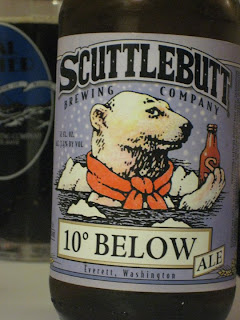 SCUTTLEBUTT
BREWING COMPANY
10° BELOW
ALE
Everett, Washington